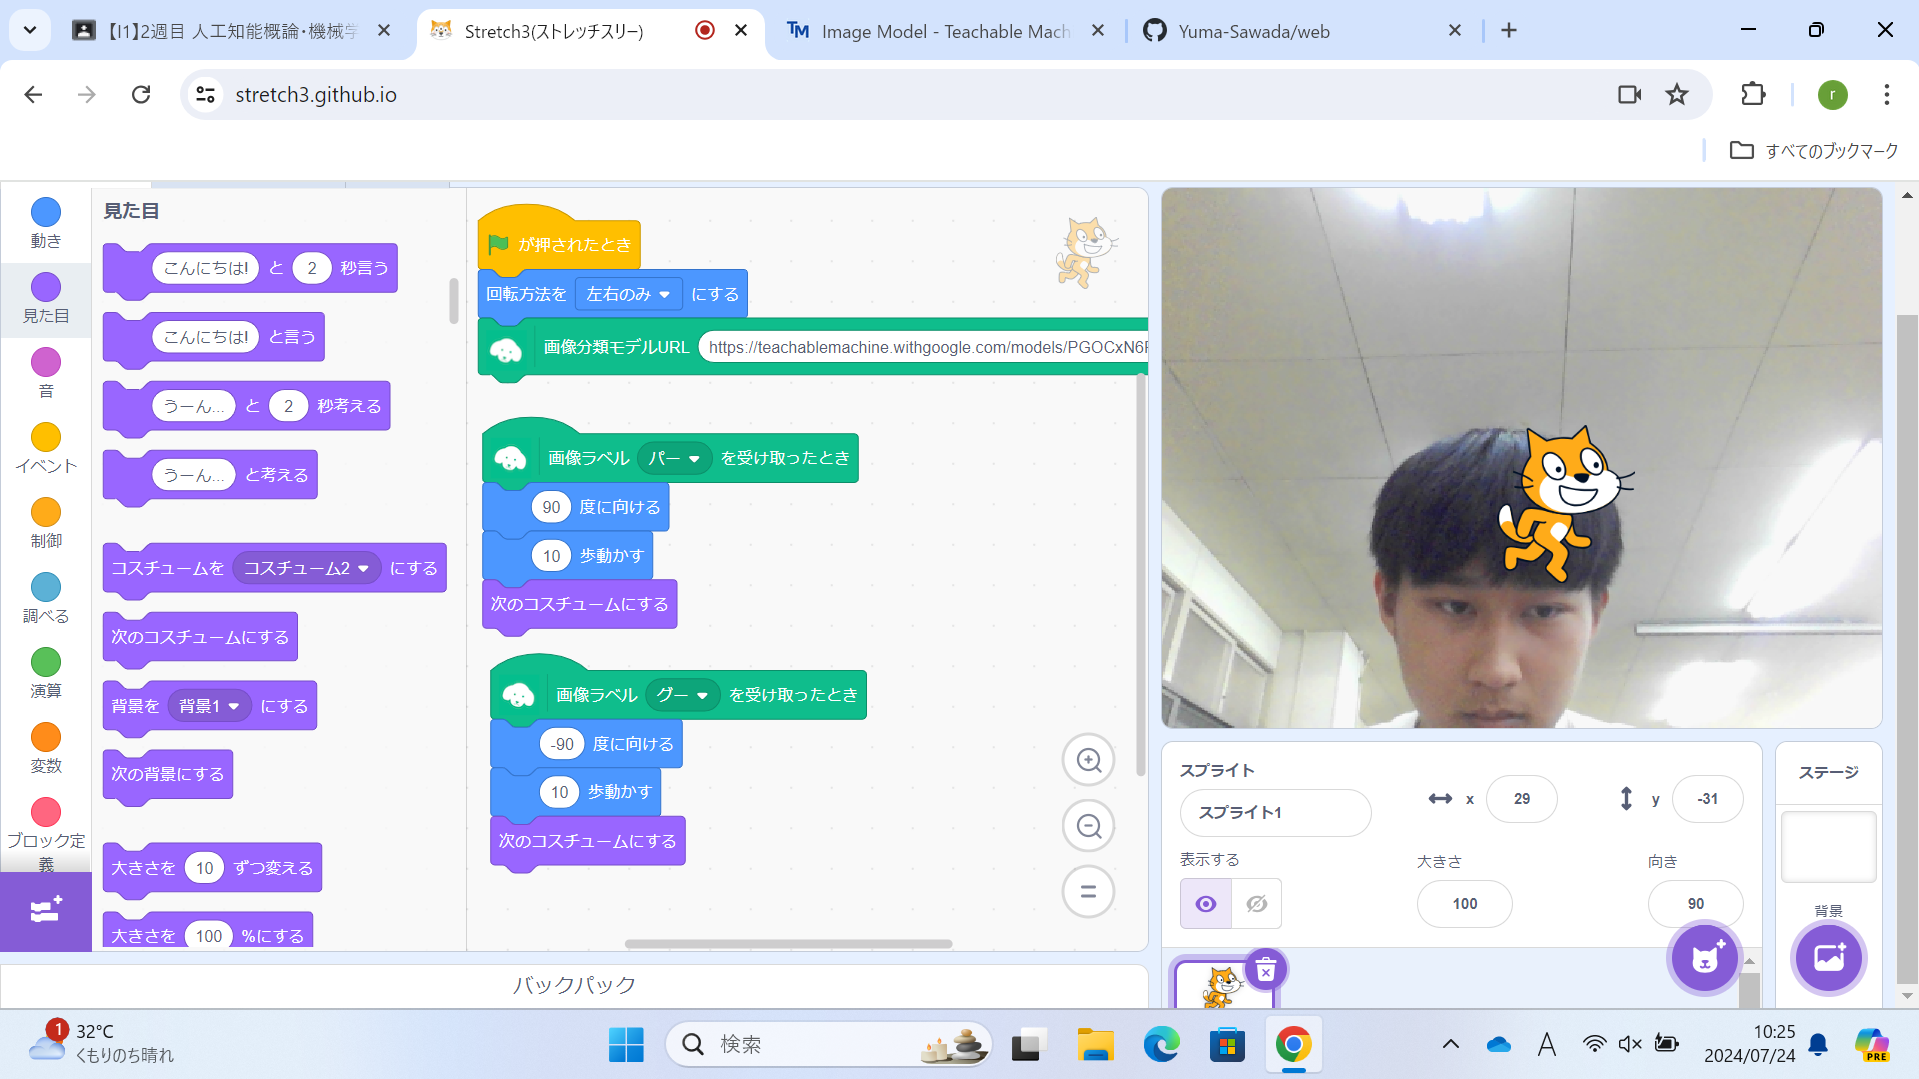 【I1】2週目 人工知能概論・機械学
Stretch3(ストレッチスリー)
Image Model - Teachable Mach
Yuma-Sawada/web
stretch3.github.io
r
すべてのブックマーク
動き
見た目
音
イベント
制御
調べる
演算
変数
ブロック定
義
見た目
こんにちは! と 2 秒言う
こんにちは! と言う
うーん... と 2 秒考える
うーん... と考える
コスチュームを コスチューム2 にする
次のコスチュームにする
背景を 背景1 にする
次の背景にする
大きさを 10 ずつ変える
大きさを 100 %にする
が押されたとき
回転方法を 左右のみ にする
画像分類モデルURL https://teachablemachine.withgoogle.com/models/PGOCxN6
画像ラベル パー を受け取ったとき
90 度に向ける
10 歩動かす
次のコスチュームにする
画像ラベル グー を受け取ったとき
-90 度に向ける
10 歩動かす
次のコスチュームにする
バックパック
スプライト
スプライト1
x 29
y -31
表示する
大きさ
100
向き
90
ステージ
背景
1
32°C
くもりのち晴れ
検索
A
10:25
2024/07/24
PRE